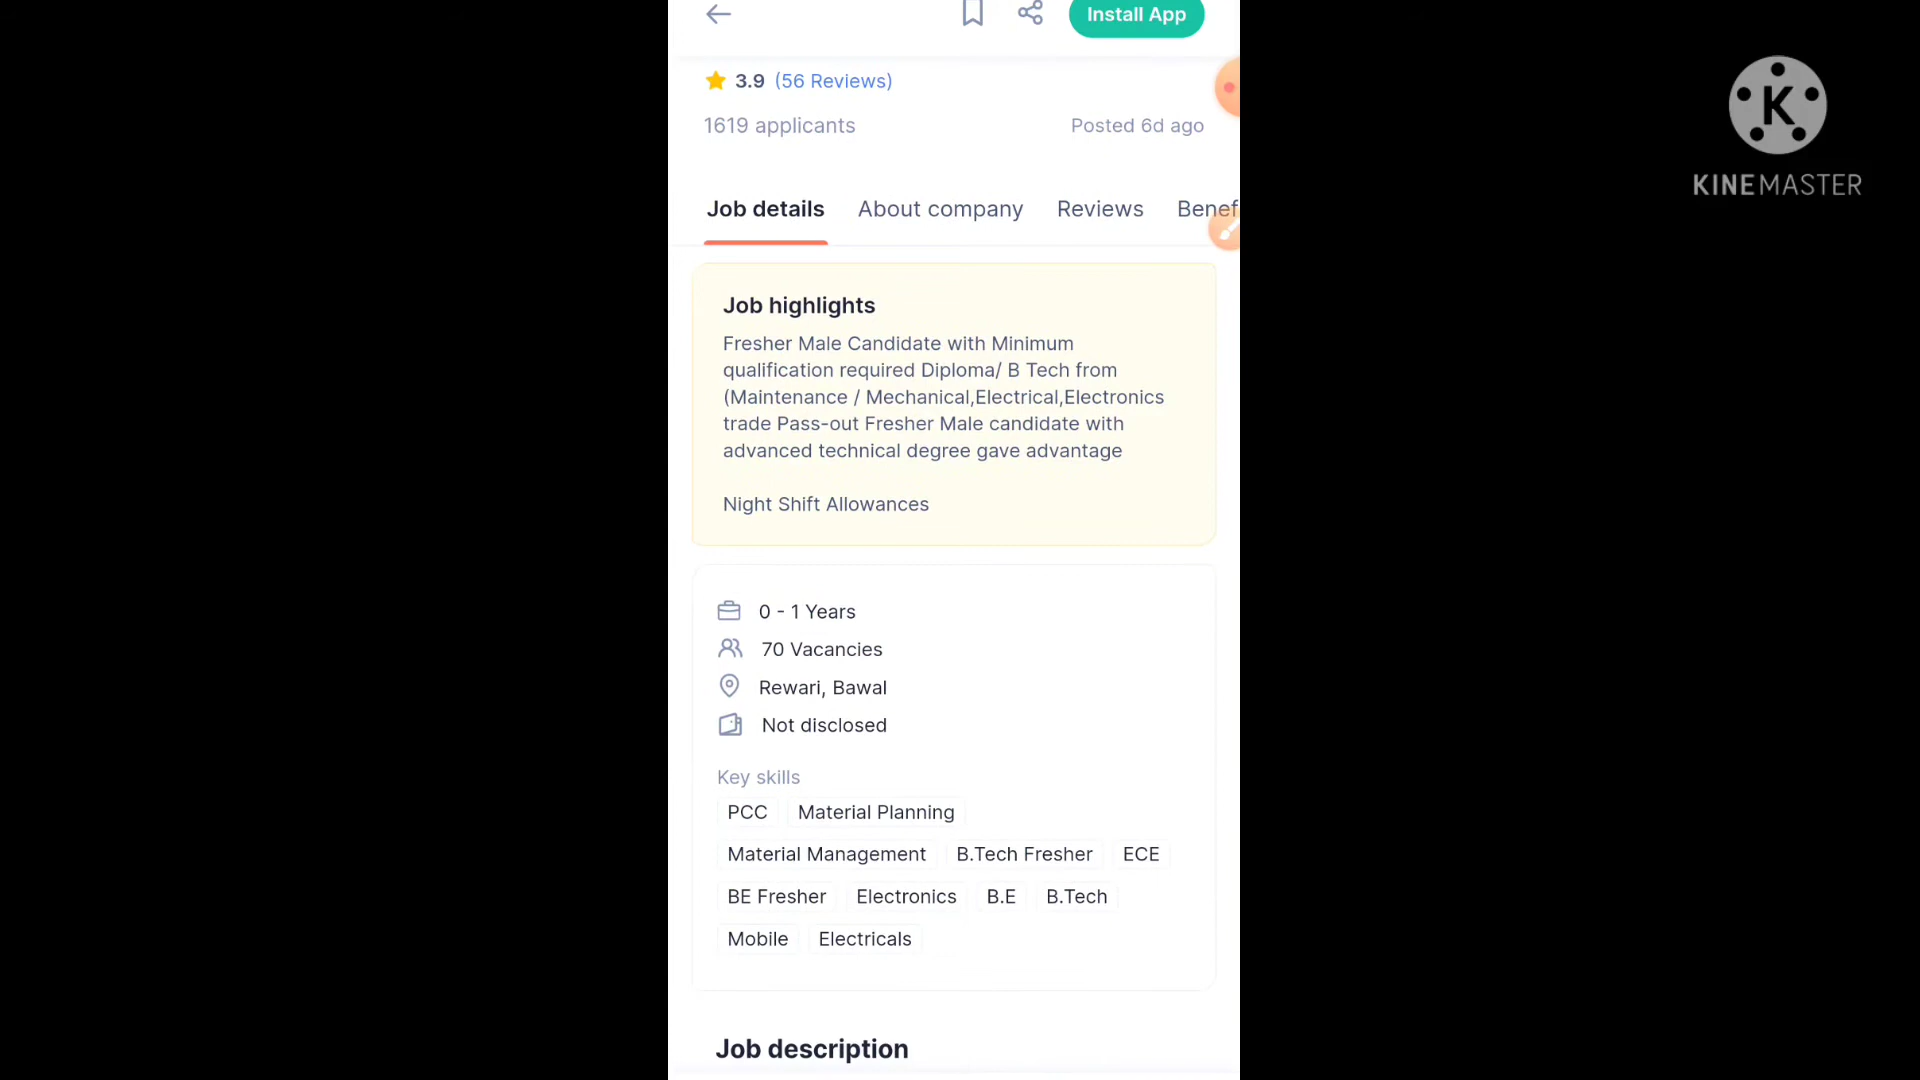 Install App
3.9 (56 Reviews)
1619 applicants Posted 6d ago
Job details About company Reviews Benef
Job highlights
Fresher Male Candidate with Minimum
qualification required Diploma/ B Tech from
(Maintenance / Mechanical,Electrical,Electronics
trade Pass-out Fresher Male candidate with
advanced technical degree gave advantage
Night Shift Allowances
0 - 1 Years
70 Vacancies
Rewari, Bawal
Not disclosed
Key skills
PCC Material Planning
Material Management B.Tech Fresher ECE
BE Fresher Electronics B.E B.Tech
Mobile Electricals
Job description
K
KINEMASTER